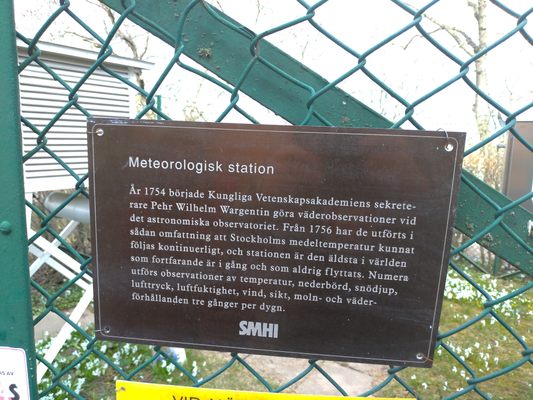 Meteorologisk station
År 1754 började Kungliga Vetenskapsakademiens sekrete-
rare Pehr Wilhelm Wargentin göra väderobservationer vid
det astronomiska observatoriet. Från 1756 har de utförts i
sådan omfattning att Stockholms medeltemperatur kunnat
följas kontinuerligt, och stationen är den äldsta i världen
som fortfarande är i gång och som aldrig flyttats. Numera
utförs observationer av temperatur, nederbörd, snödjup,
lufttryck, luftfuktighet, vind, sikt, moln- och väder-
förhållanden tre gånger per dygn.
SMHI